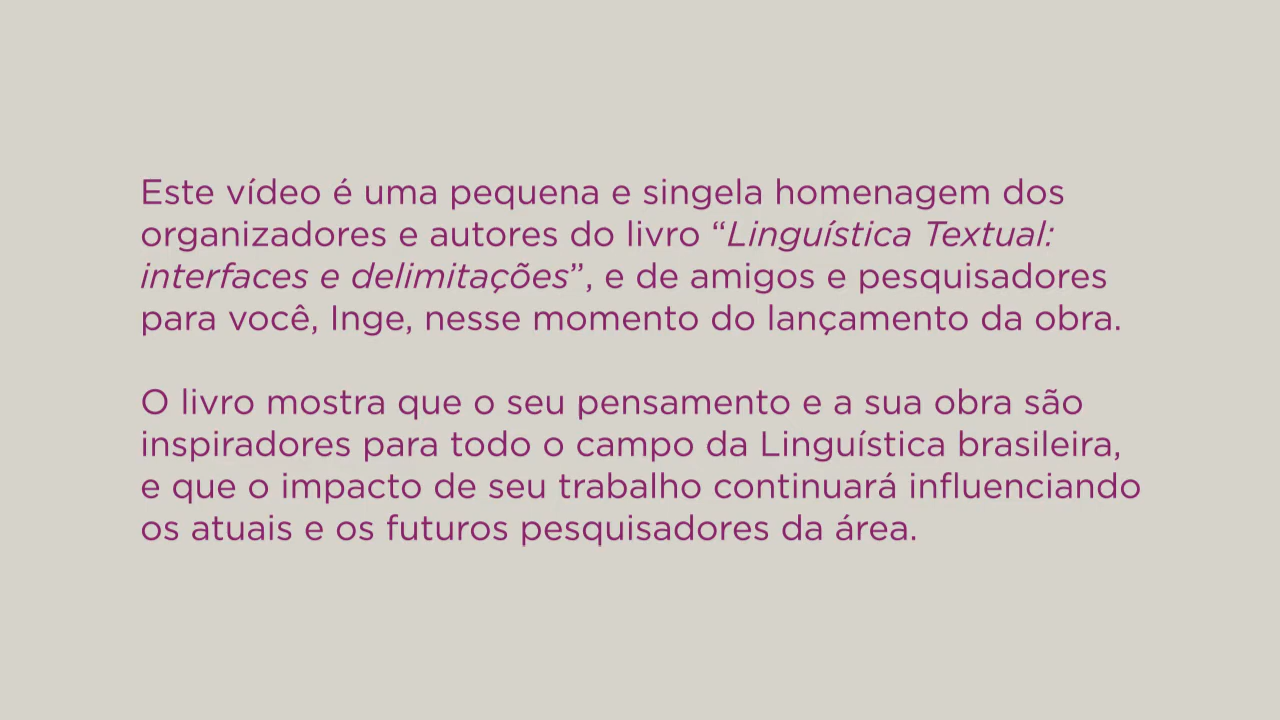 Este vídeo é uma pequena e singela homenagem dos
organizadores e autores do livro “Linguística Textual:
interfaces e delimitações”, e de amigos e pesquisadores
para você, Inge, nesse momento do lançamento da obra.
O livro mostra que o seu pensamento e a sua obra são
inspiradores para todo o campo da Linguística brasileira,
e que o impacto de seu trabalho continuará influenciando
os atuais e os futuros pesquisadores da área.